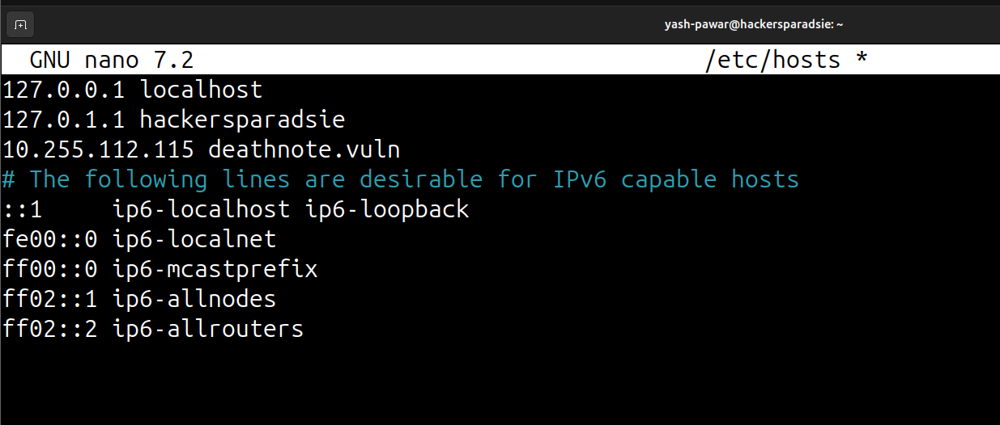 yash-pawar@hackersparadsie: ~
GNU nano 7.2 /etc/hosts *
127.0.0.1 localhost
127.0.1.1 hackersparadsie
10.255.112.115 deathnote.vuln
# The following lines are desirable for IPv6 capable hosts
::1     ip6-localhost ip6-loopback
fe00::0 ip6-localnet
ff00::0 ip6-mcastprefix
ff02::1 ip6-allnodes
ff02::2 ip6-allrouters